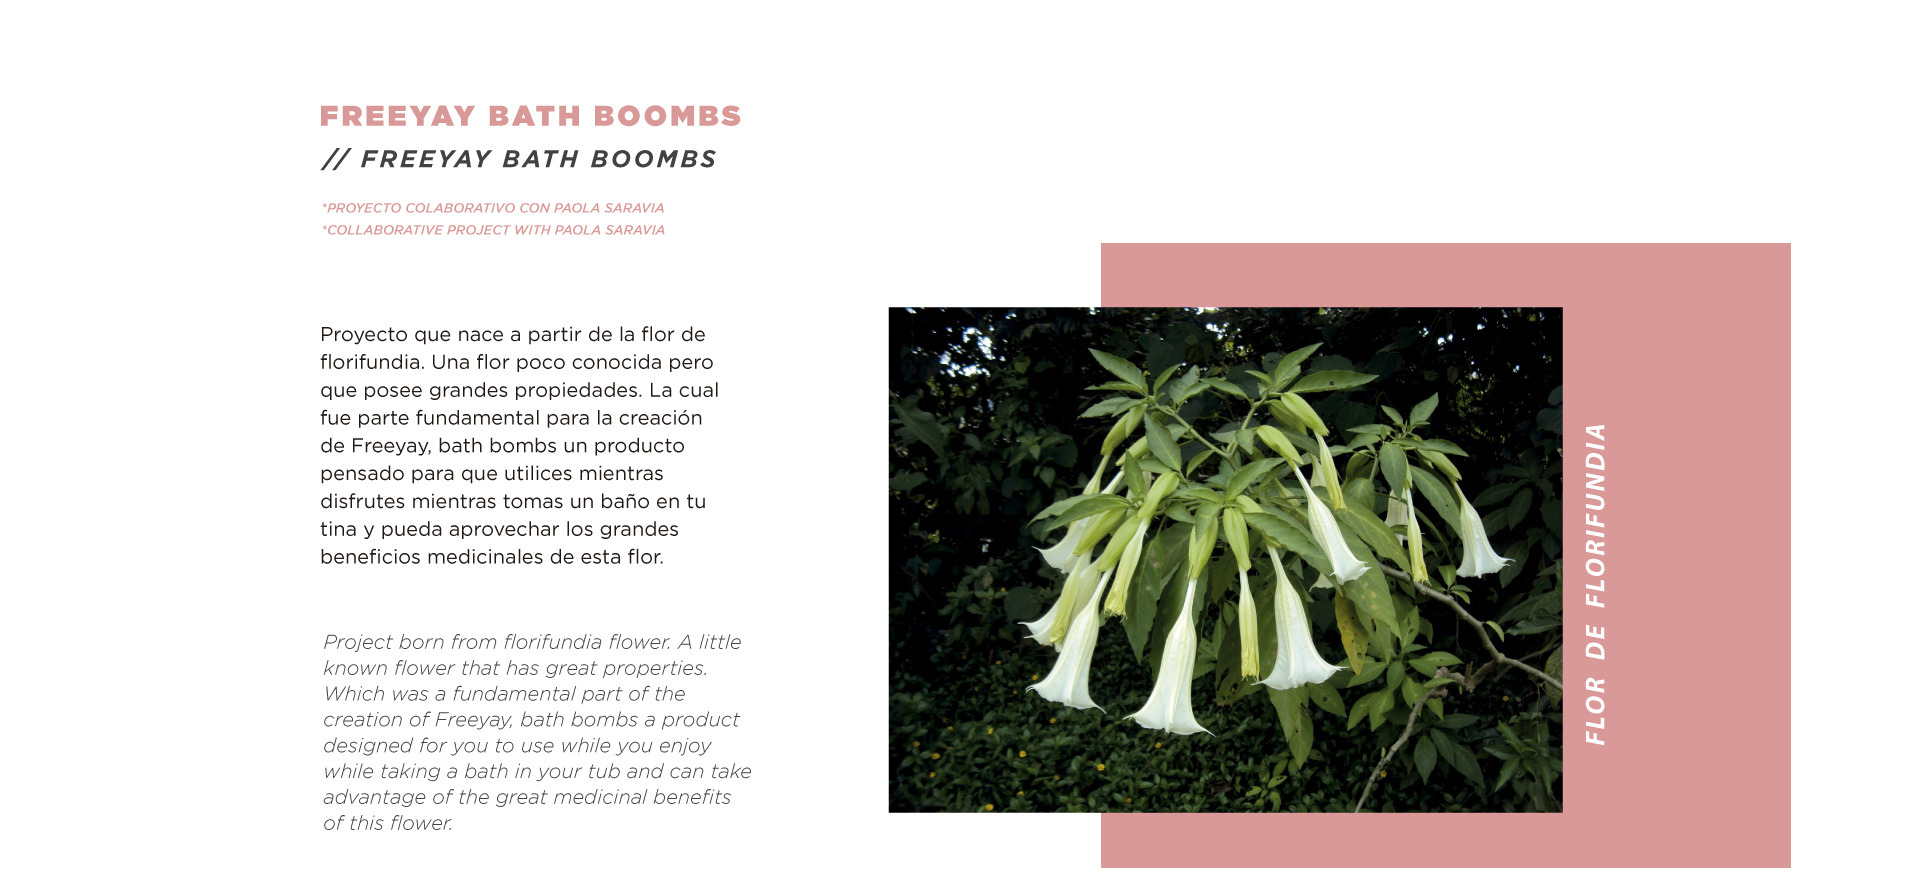 FREEYAY BATH BOOMBS
// FREEYAY BATH BOOMBS
*PROYECTO COLABORATIVO CON PAOLA SARAVIA
*COLLABORATIVE PROJECT WITH PAOLA SARAVIA
Proyecto que nace a partir de la flor de
florifundia. Una flor poco conocida pero
que posee grandes propiedades. La cual
fue parte fundamental para la creación
de Freeyay, bath bombs un producto
pensado para que utilices mientras
disfrutes mientras tomas un baño en tu
tina y pueda aprovechar los grandes
beneficios medicinales de esta flor.
Project born from florifundia flower. A little
known flower that has great properties.
Which was a fundamental part of the
creation of Freeyay, bath bombs a product
designed for you to use while you enjoy
while taking a bath in your tub and can take
advantage of the great medicinal benefits
of this flower.
FLOR DE FLORIFUNDIA